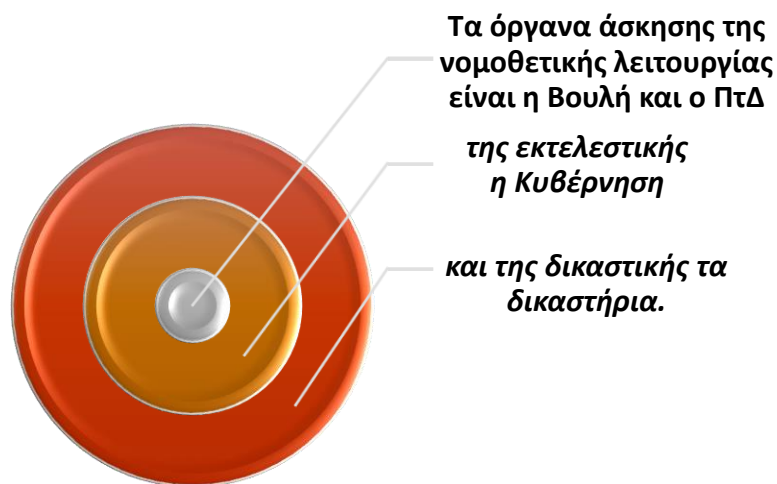 Τα όργανα άσκησης της
νομοθετικής λειτουργίας
είναι η Βουλή και ο ΠτΔ
της εκτελεστικής
η Κυβέρνηση
και της δικαστικής τα
δικαστήρια.